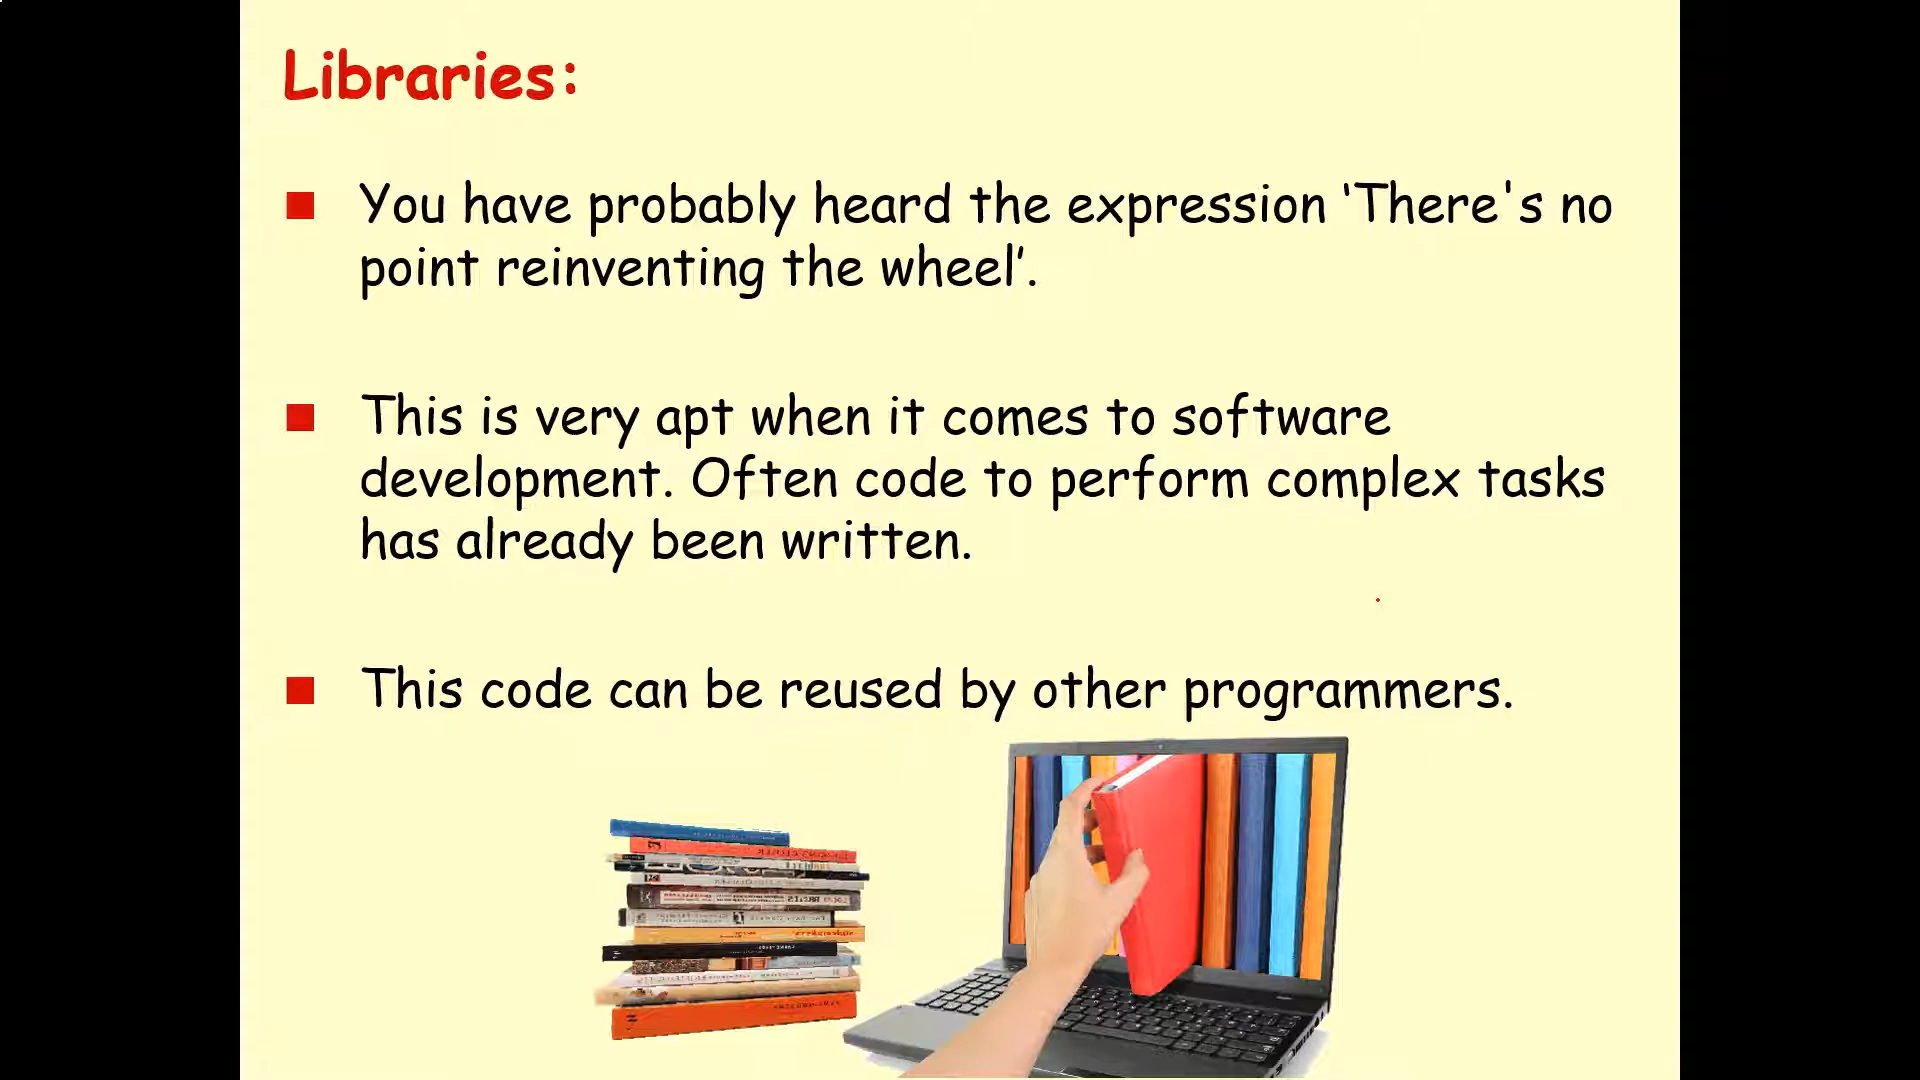 Libraries:
You have probably heard the expression ‘There's no
point reinventing the wheel’.
This is very apt when it comes to software
development. Often code to perform complex tasks
has already been written.
This code can be reused by other programmers.